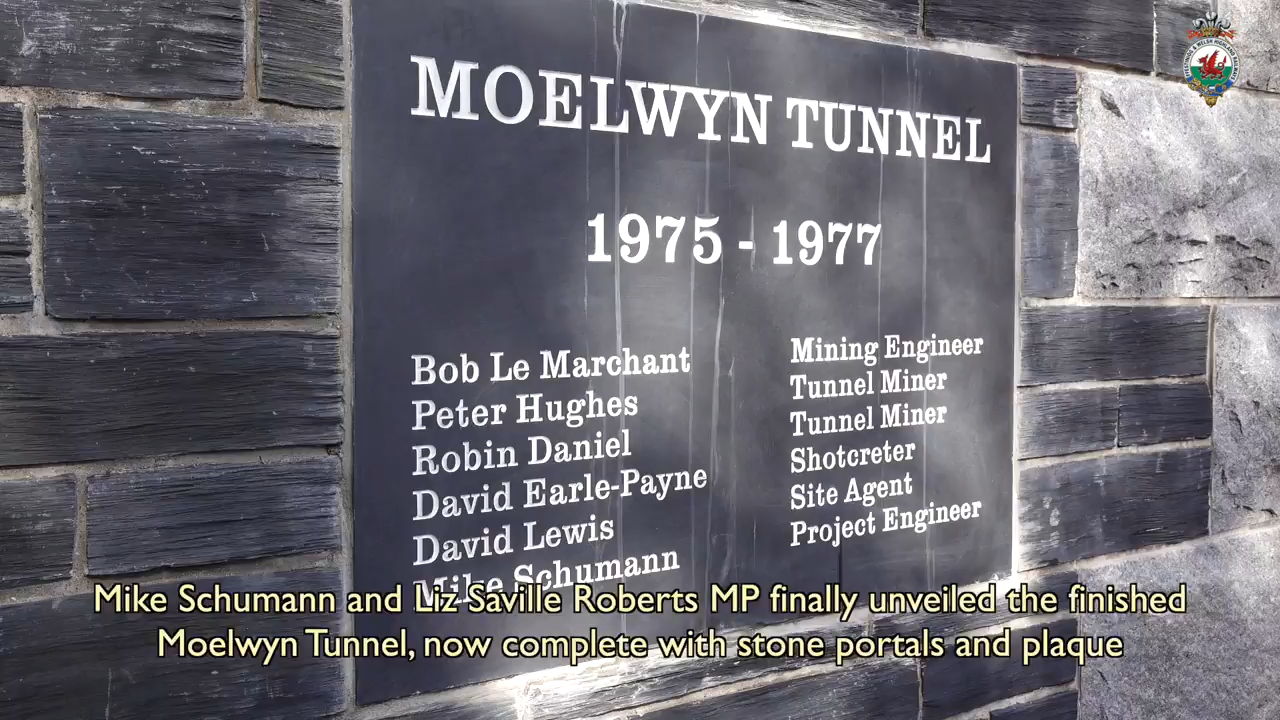 MOELWYN TUNNEL
1975 - 1977
Bob Le Marchant Mining Engineer
Peter Hughes Tunnel Miner
Robin Daniel Tunnel Miner
David Earle-Payne Shotcreter
David Lewis Site Agent
Mike Schumann Project Engineer
Mike Schumann and Liz Saville Roberts MP finally unveiled the finished
Moelwyn Tunnel, now complete with stone portals and plaque